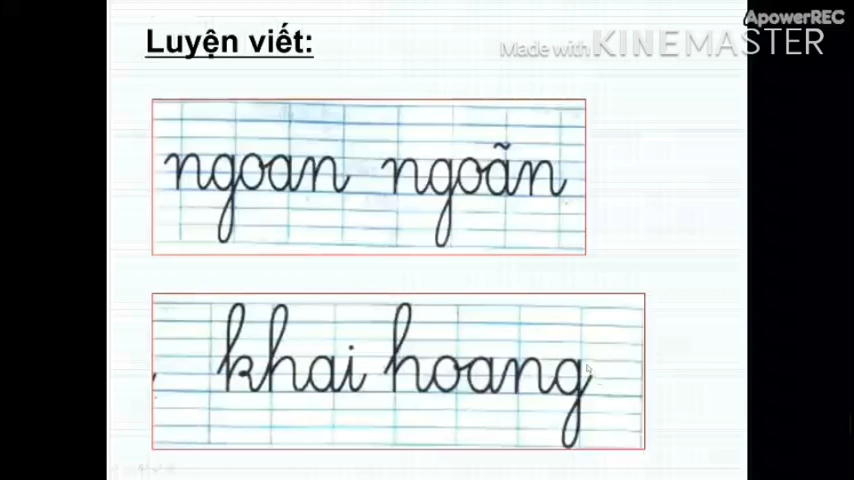 ApowerREC
Made with KINEMASTER
Luyện viết:
ngoan ngoãn
khai hoang